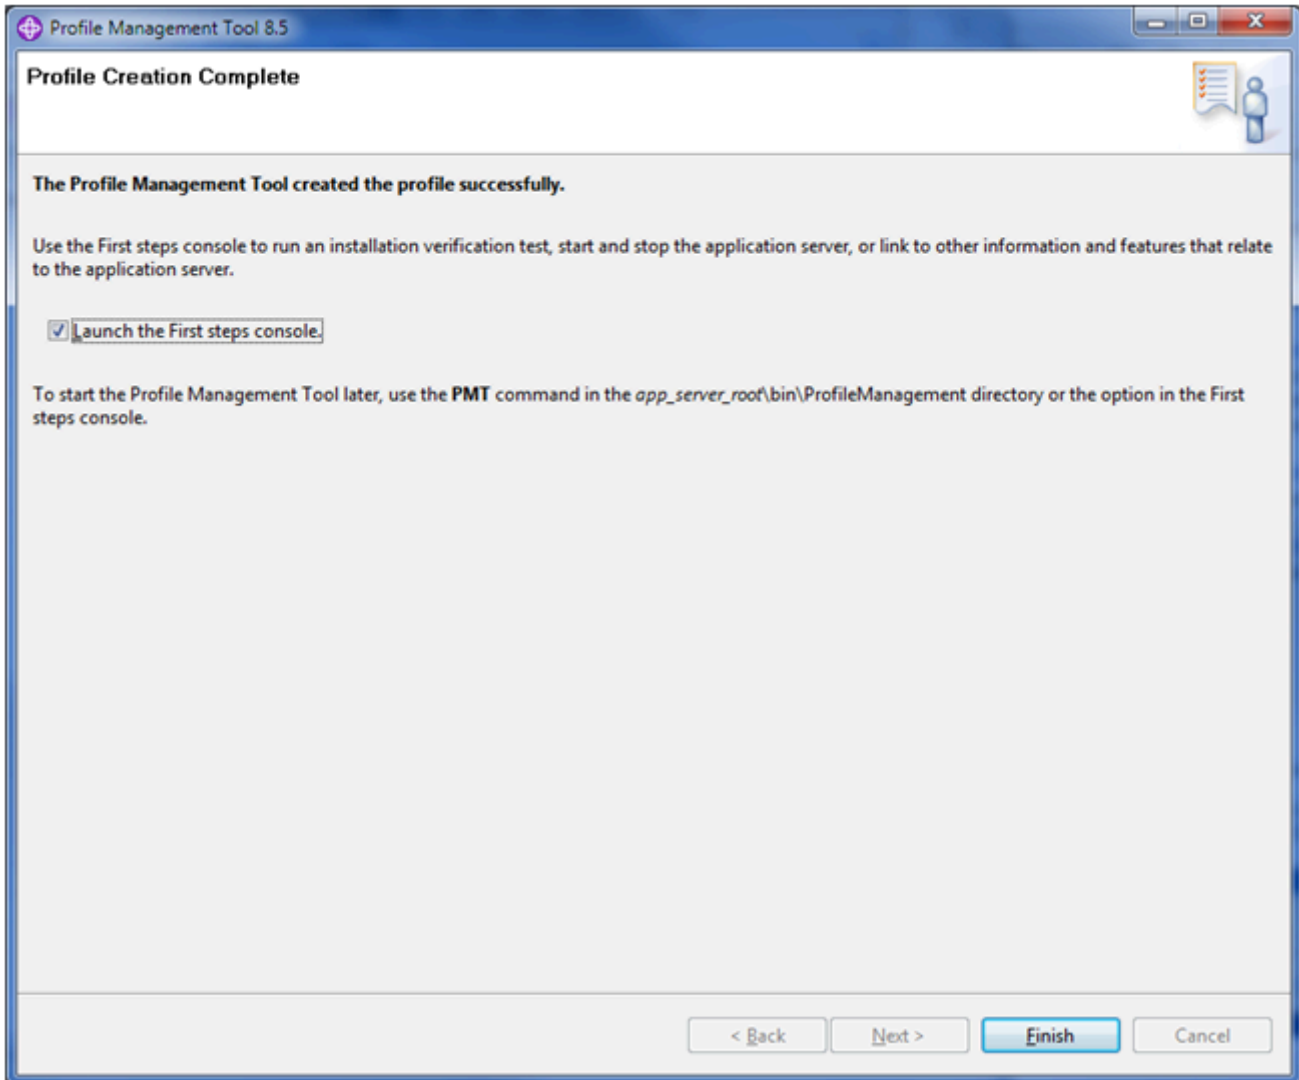 Profile Management Tool 8.5
Profile Creation Complete
The Profile Management Tool created the profile successfully.
Use the First steps console to run an installation verification test, start and stop the application server, or link to other information and features that relate
to the application server.
Launch the First steps console.
To start the Profile Management Tool later, use the PMT command in the app_server_root\bin\ProfileManagement directory or the option in the First
steps console.
< Back Next > Finish Cancel